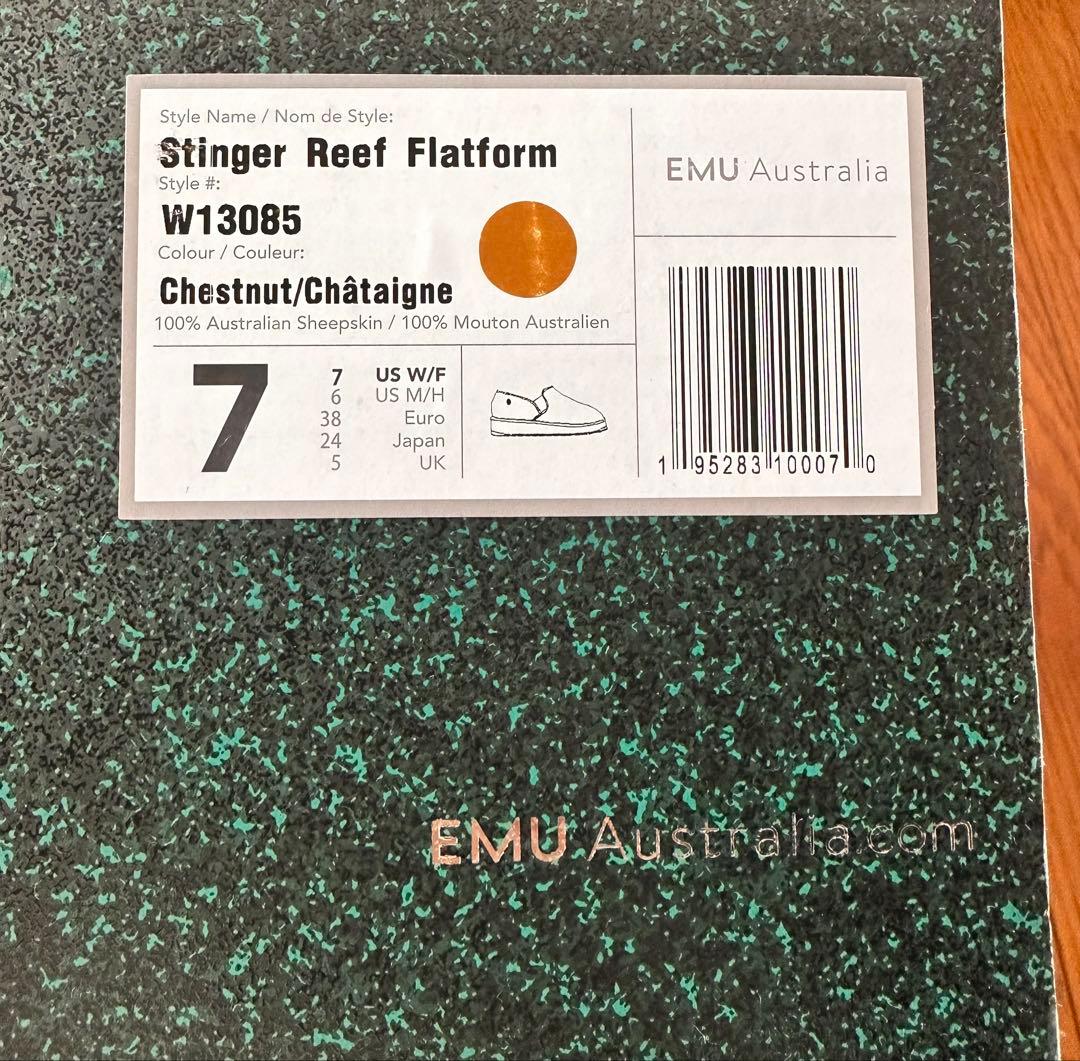 Style Name / Nom de Style:
Stinger Reef Flatform
Style #:
W13085
Colour / Couleur:
Chestnut/Châtaigne
100% Australian Sheepskin / 100% Mouton Australien
7
7 US W/F
6 US M/H
38 Euro
24 Japan
5 UK
EMU Australia
1 95283 10007 0
EMU Australia.com